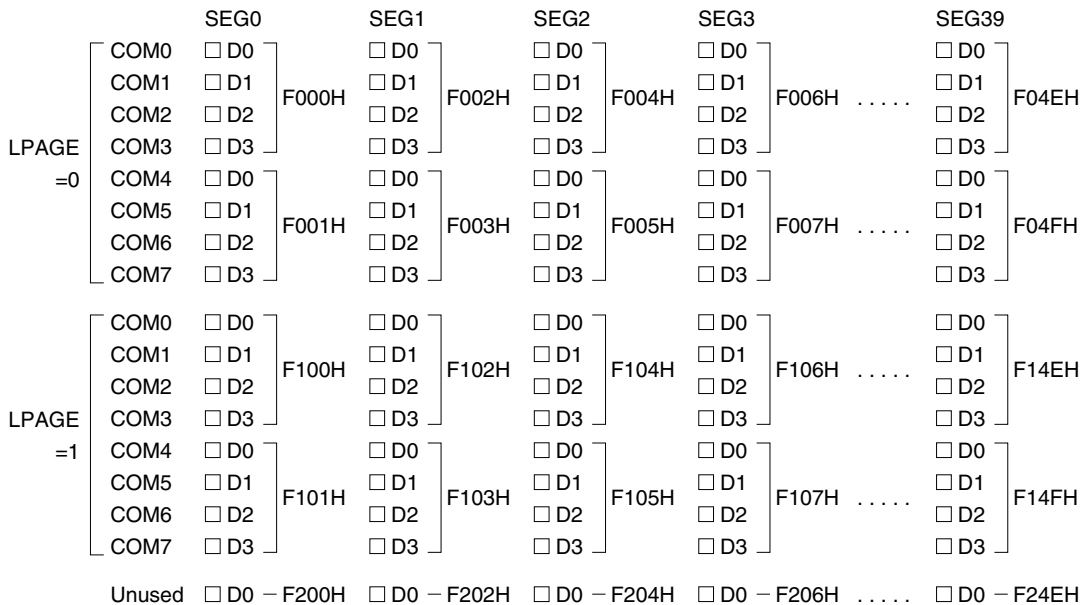 SEG0 SEG1 SEG2 SEG3 SEG39
COM0 D0 D0 D0 D0 D0
COM1 D1 D1 D1 D1 D1
F000H F002H F004H F006H ..... F04EH
COM2 D2 D2 D2 D2 D2
LPAGE COM3 D3 D3 D3 D3 D3
=0 COM4 D0 D0 D0 D0 D0
COM5 D1 D1 D1 D1 D1
F001H F003H F005H F007H ..... F04FH
COM6 D2 D2 D2 D2 D2
COM7 D3 D3 D3 D3 D3
COM0 D0 D0 D0 D0 D0
COM1 D1 D1 D1 D1 D1
F100H F102H F104H F106H ..... F14EH
COM2 D2 D2 D2 D2 D2
LPAGE COM3 D3 D3 D3 D3 D3
=1 COM4 D0 D0 D0 D0 D0
COM5 D1 D1 D1 D1 D1
F101H F103H F105H F107H ..... F14FH
COM6 D2 D2 D2 D2 D2
COM7 D3 D3 D3 D3 D3
Unused D0 – F200H D0 – F202H D0 – F204H D0 – F206H ..... D0 – F24EH